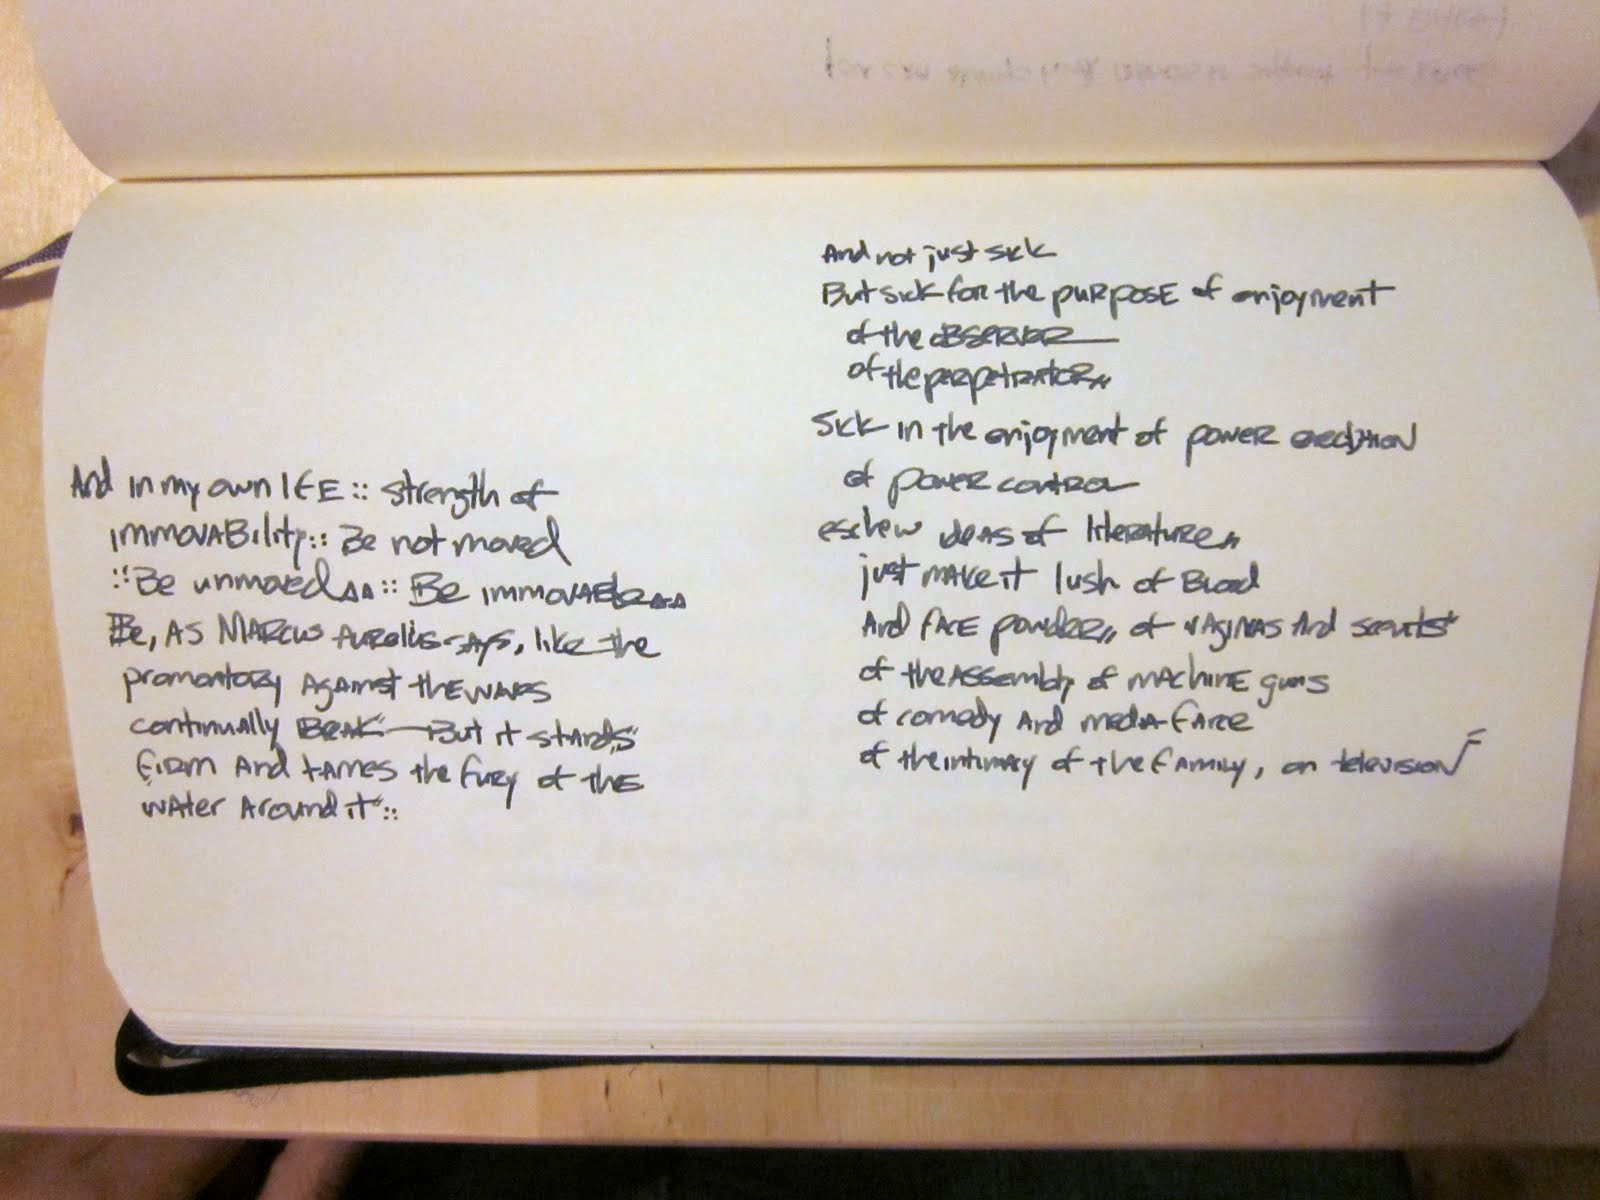 And in my own life :: strength of
immovability :: Be not moved
:: Be unmoved :: Be immovable
Be, as Marcus Aurelius says, like the
promontory against the waves
continually break — But it stands
firm and tames the fury of the
water around it" ::
And not just sick
But sick for the purpose of enjoyment
of the observer
of the perpetrator,,
Sick in the enjoyment of power execution
of power control
eschew ideas of literature,,
just make it lush of Blood
And face powder,, of vaginas and
of the assembly of machine guns
of comedy and media farce
of the intimacy of the family, on television